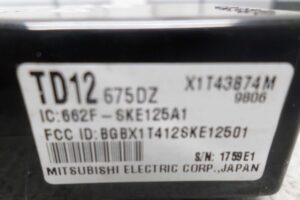 TD12 675DZ X1T43874M
9806
IC:662F-SKE125A1
FCC ID:BGBX1T412SKE12501
S/N: 1759E1
MITSUBISHI ELECTRIC CORP.,JAPAN